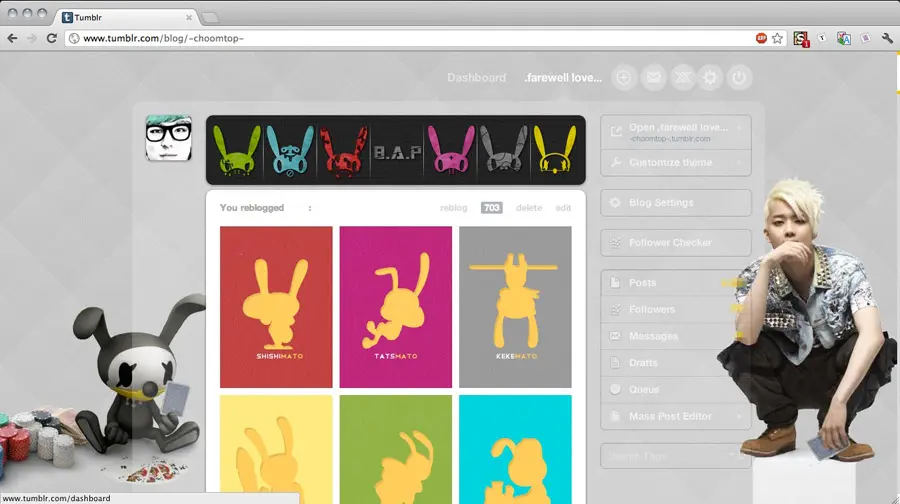 Tumblr
www.tumblr.com/blog/-choomtop-
ABP
S
1
Dashboard
.farewell love...
B.A.P
Open .farewell love...
-choomtop-.tumblr.com
Customize theme
You reblogged :
reblog 703 delete edit
Blog Settings
Follower Checker
SHISHIMATO
TATSMATO
KEKEMATO
Posts
Followers
Messages
Drafts
Queue
Mass Post Editor
www.tumblr.com/dashboard